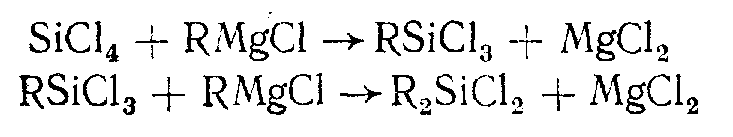 SiCl₄ + RMgCl → RSiCl₃ + MgCl₂
RSiCl₃ + RMgCl → R₂SiCl₂ + MgCl₂